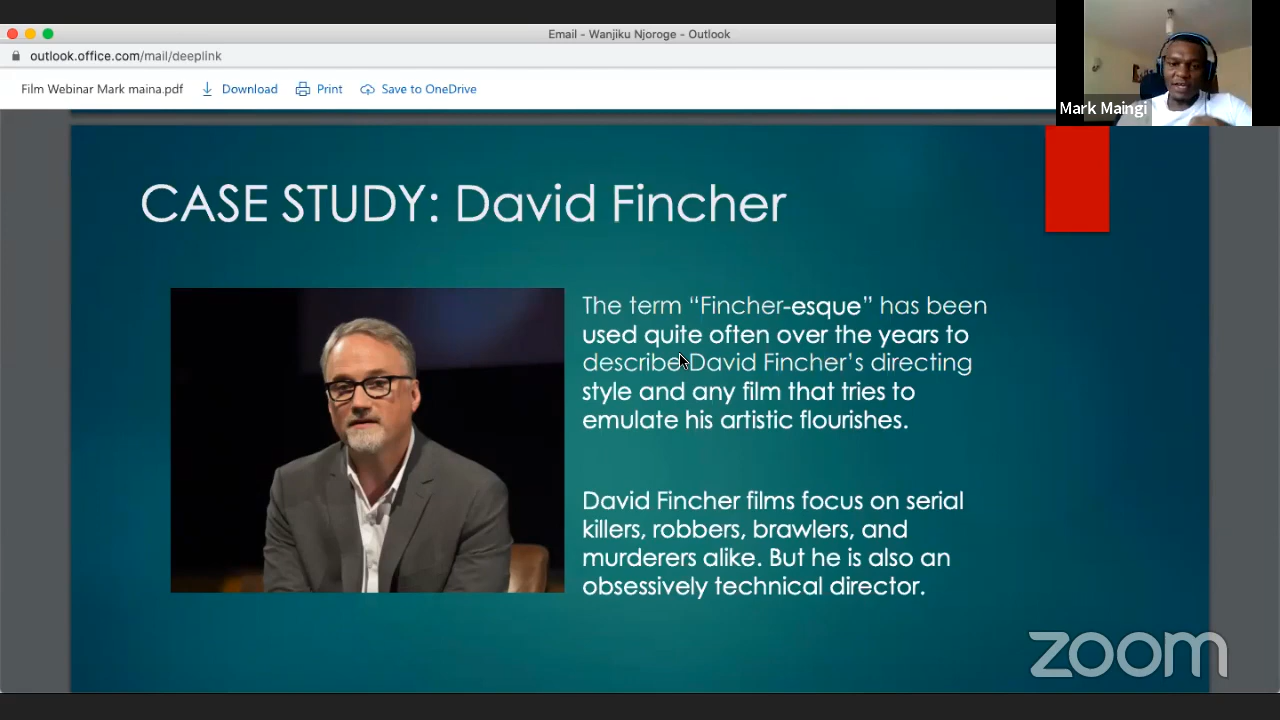 Email - Wanjiku Njoroge - Outlook
outlook.office.com/mail/deeplink
Film Webinar Mark maina.pdf Download Print Save to OneDrive
Mark Maingi
CASE STUDY: David Fincher
The term “Fincher-esque” has been
used quite often over the years to
describe David Fincher’s directing
style and any film that tries to
emulate his artistic flourishes.
David Fincher films focus on serial
killers, robbers, brawlers, and
murderers alike. But he is also an
obsessively technical director.
zoom